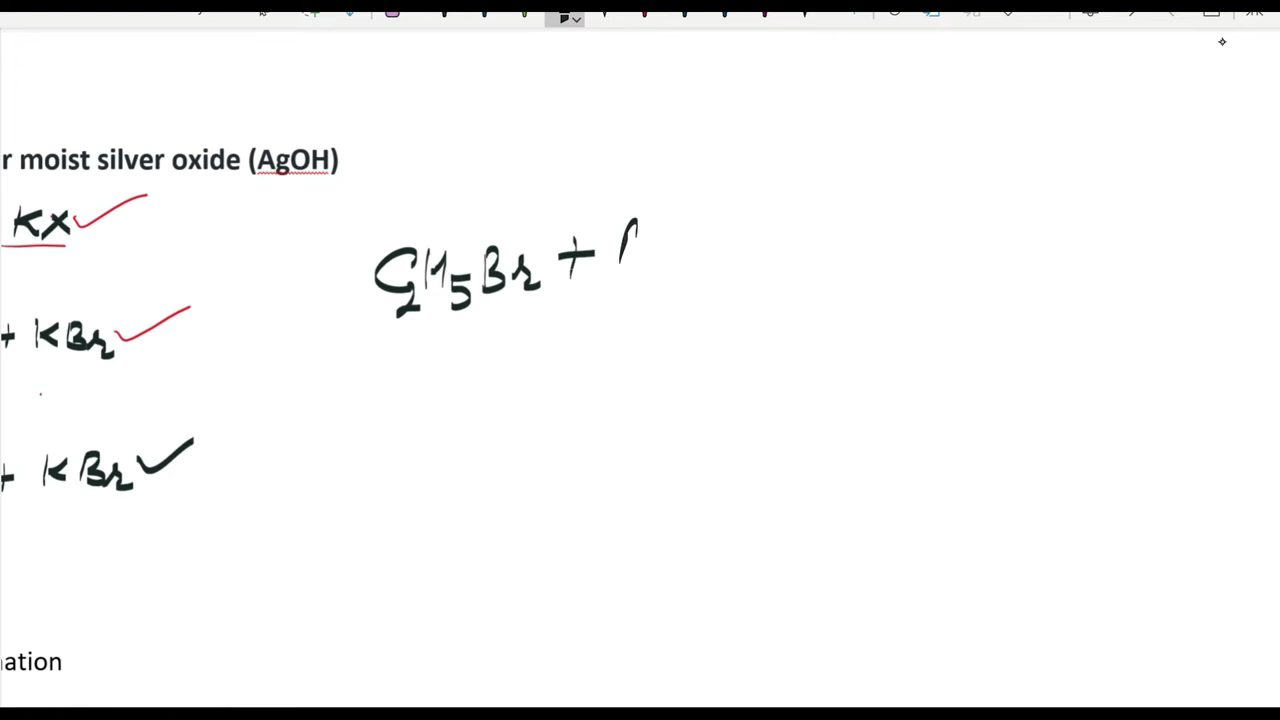 r moist silver oxide (AgOH)
KX
C2H5Br +
+ KBr
+ KBr
ation